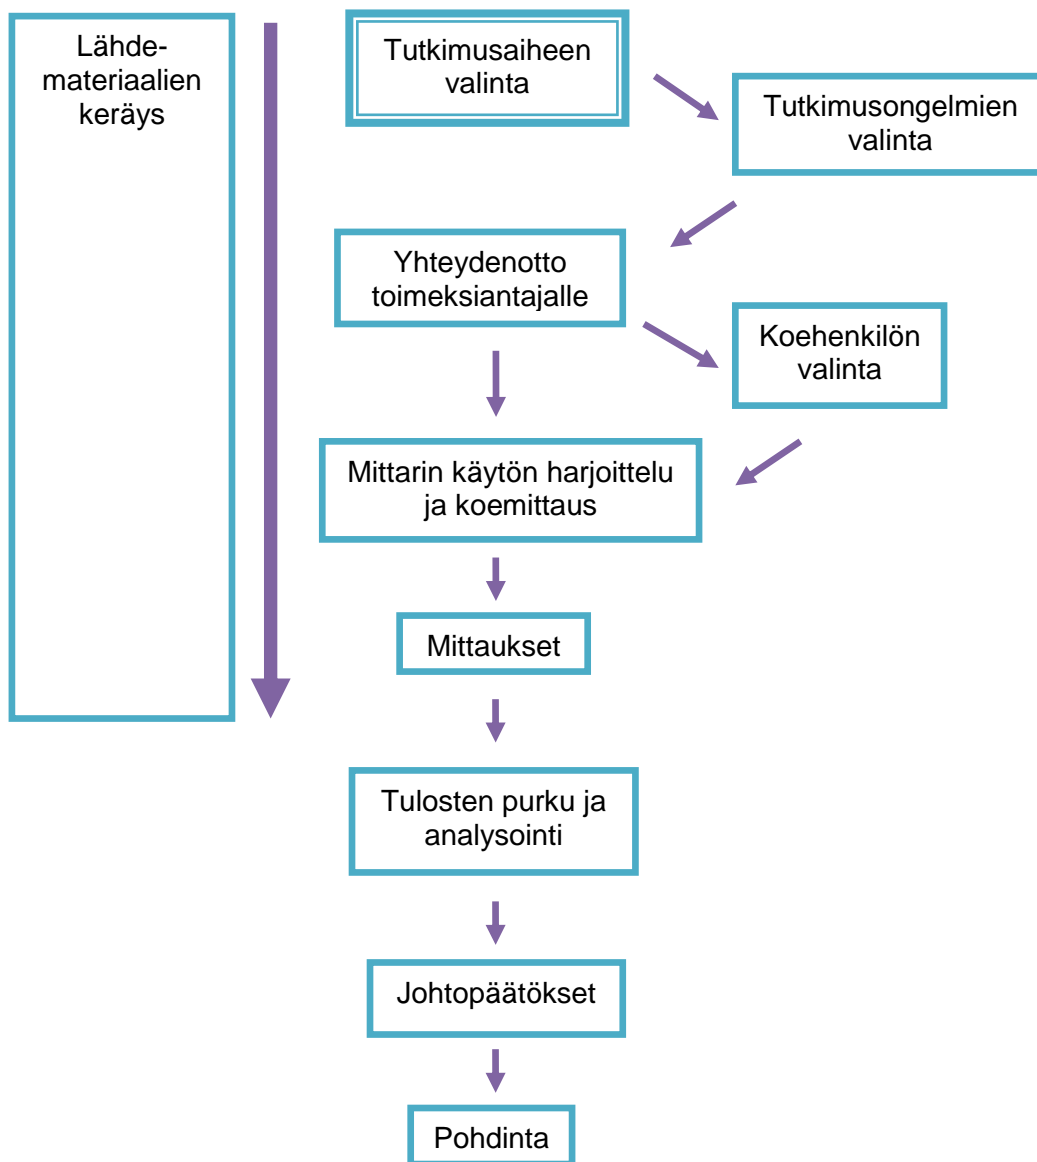 Lähde-
materiaalien
keräys
Tutkimusaiheen
valinta
Tutkimusongelmien
valinta
Yhteydenotto
toimeksiantajalle
Koehenkilön
valinta
Mittarin käytön harjoittelu
ja koemittaus
Mittaukset
Tulosten purku ja
analysointi
Johtopäätökset
Pohdinta